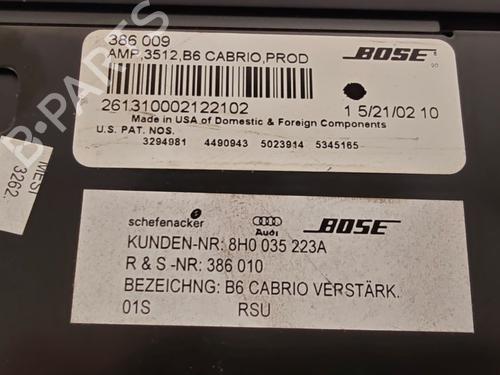 386 009
BOSE
AMP,3512,B6 CABRIO,PROD
261310002122102
1 5/21/02 10
Made in USA of Domestic & Foreign Components
U.S. PAT. NOS.
3294981 4490943 5023914 5345165
MESI
3262
schefenacker
Audi
BOSE
KUNDEN-NR: 8H0 035 223A
R & S -NR: 386 010
BEZEICHNG: B6 CABRIO VERSTÄRK.
01S RSU